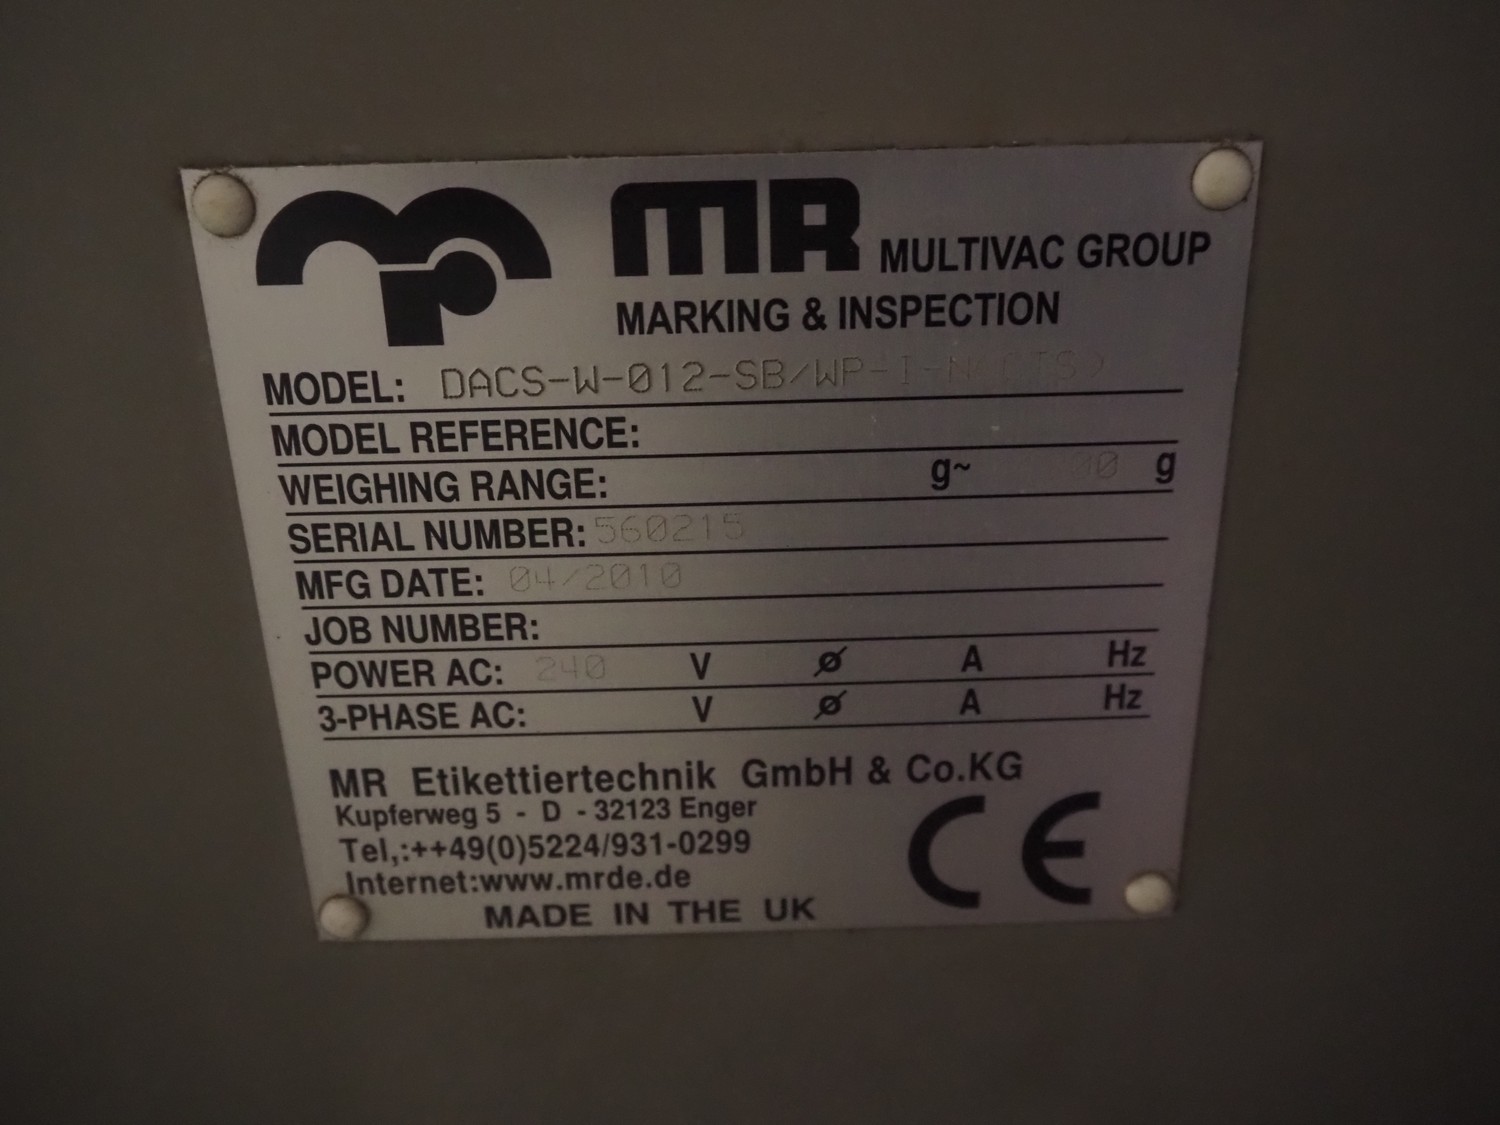 MR MULTIVAC GROUP
MARKING & INSPECTION
MODEL: DACS-W-012-SB/WP-I-N(CTS)
MODEL REFERENCE:
WEIGHING RANGE: g~ g
SERIAL NUMBER: 560215
MFG DATE: 04/2010
JOB NUMBER:
POWER AC: 240 V ø A Hz
3-PHASE AC: V ø A Hz
MR Etikettiertechnik GmbH & Co.KG
Kupferweg 5 - D - 32123 Enger
Tel,:++49(0)5224/931-0299
Internet:www.mrde.de
CE
MADE IN THE UK